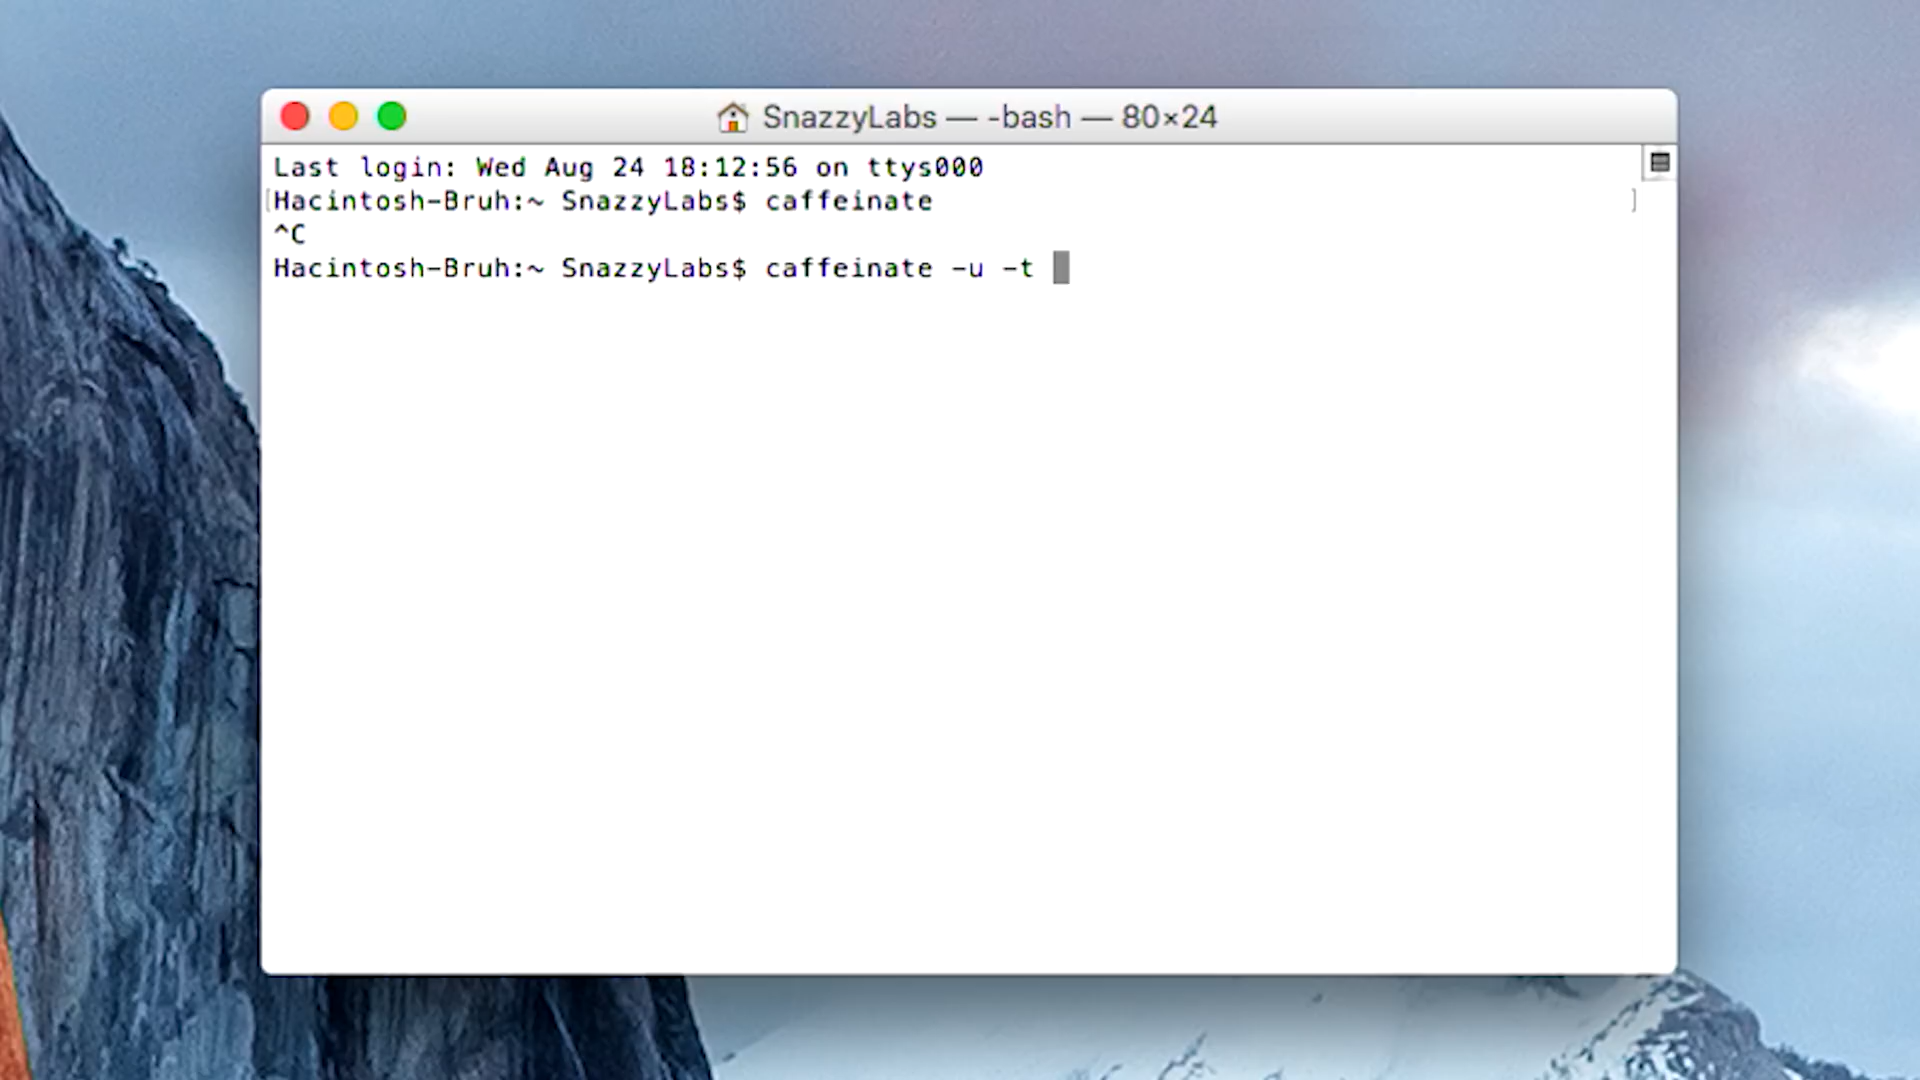 SnazzyLabs — -bash — 80×24
Last login: Wed Aug 24 18:12:56 on ttys000
[Hacintosh-Bruh:~ SnazzyLabs$ caffeinate ]
^C
Hacintosh-Bruh:~ SnazzyLabs$ caffeinate -u -t